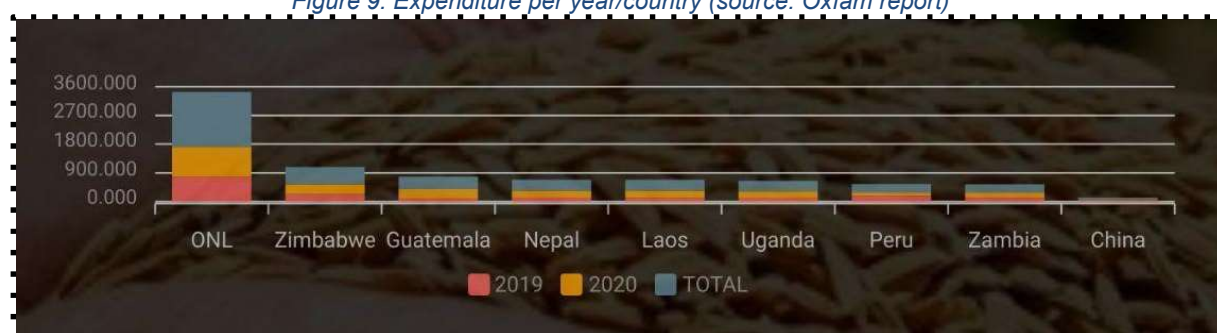 Figure 9. Expenditure per year/country (source: Oxfam report)
3600.000
2700.000
1800.000
900.000
0.000
ONL Zimbabwe Guatemala Nepal Laos Uganda Peru Zambia China
2019 2020 TOTAL